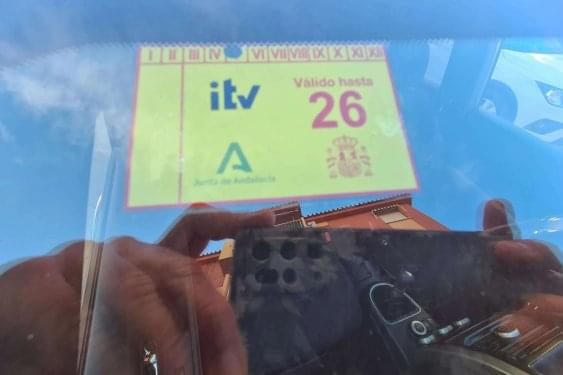 I II III IV VI VII VIII IX X XI XII
itv
Válido hasta
26
Junta de Andalucía